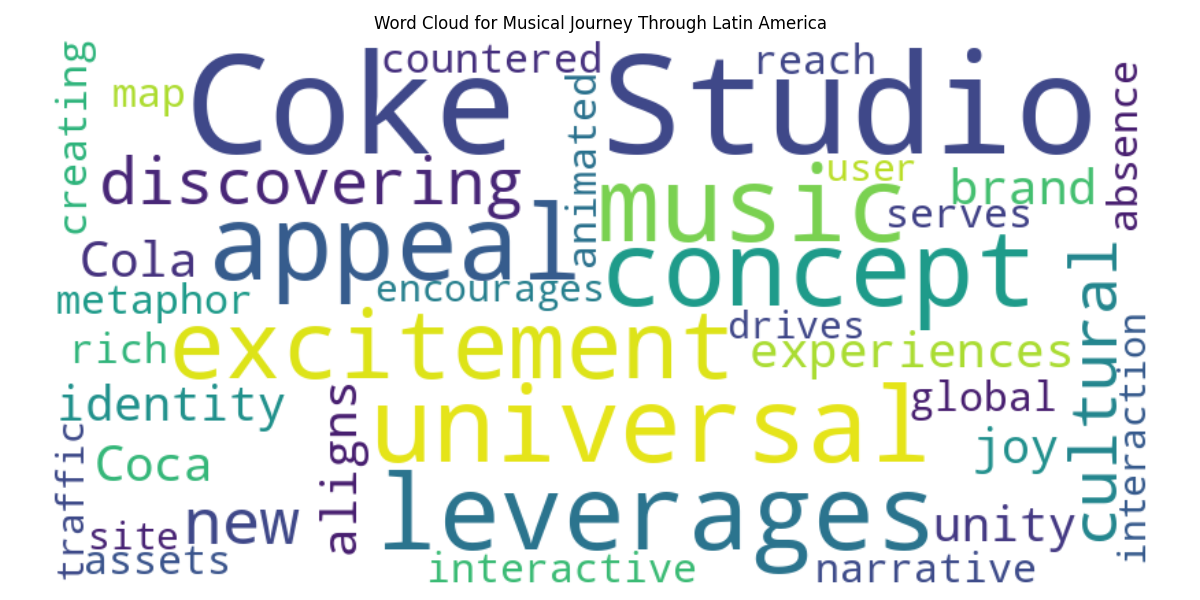 Word Cloud for Musical Journey Through Latin America
creating
map
Coke Studio
countered
reach
animated
absence
discovering
music
user
brand
serves
appeal
Cola
concept
metaphor
encourages
cultural
rich
excitement
drives
experiences
interaction
identity
aligns
universal
global
traffic
Coca
joy
leverages
site
new
unity
assets
interactive
narrative